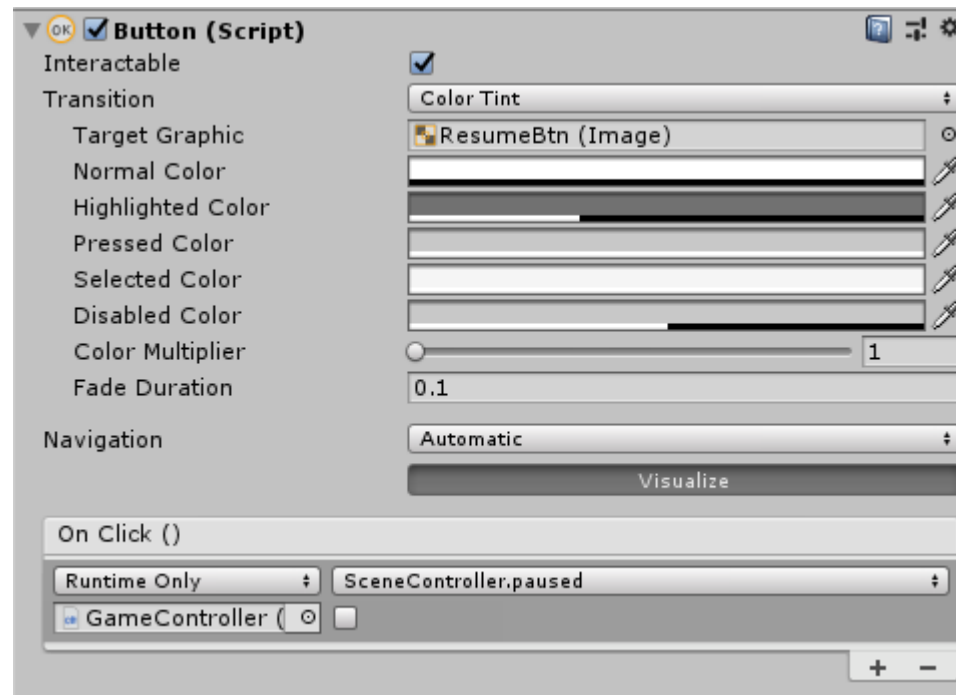 OK Button (Script)
Interactable
Transition Color Tint
Target Graphic ResumeBtn (Image)
Normal Color
Highlighted Color
Pressed Color
Selected Color
Disabled Color
Color Multiplier 1
Fade Duration 0.1
Navigation Automatic
Visualize
On Click ()
Runtime Only SceneController.paused
GameController (